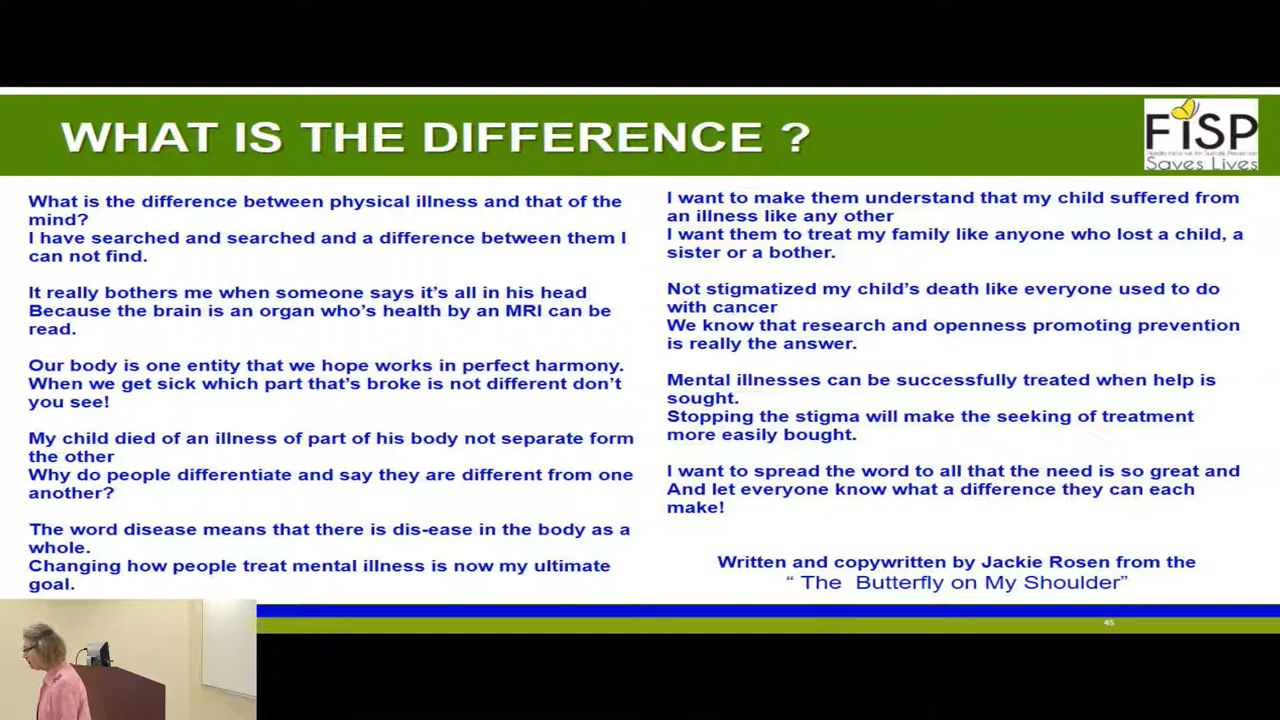 WHAT IS THE DIFFERENCE ?
FiSP
Saves Lives
What is the difference between physical illness and that of the
mind?
I have searched and searched and a difference between them I
can not find.
It really bothers me when someone says it's all in his head
Because the brain is an organ who's health by an MRI can be
read.
Our body is one entity that we hope works in perfect harmony.
When we get sick which part that's broke is not different don't
you see!
My child died of an illness of part of his body not separate form
the other
Why do people differentiate and say they are different from one
another?
The word disease means that there is dis-ease in the body as a
whole.
Changing how people treat mental illness is now my ultimate
goal.
I want to make them understand that my child suffered from
an illness like any other
I want them to treat my family like anyone who lost a child, a
sister or a bother.
Not stigmatized my child's death like everyone used to do
with cancer
We know that research and openness promoting prevention
is really the answer.
Mental illnesses can be successfully treated when help is
sought.
Stopping the stigma will make the seeking of treatment
more easily bought.
I want to spread the word to all that the need is so great and
And let everyone know what a difference they can each
make!
Written and copywritten by Jackie Rosen from the
“ The Butterfly on My Shoulder”
45